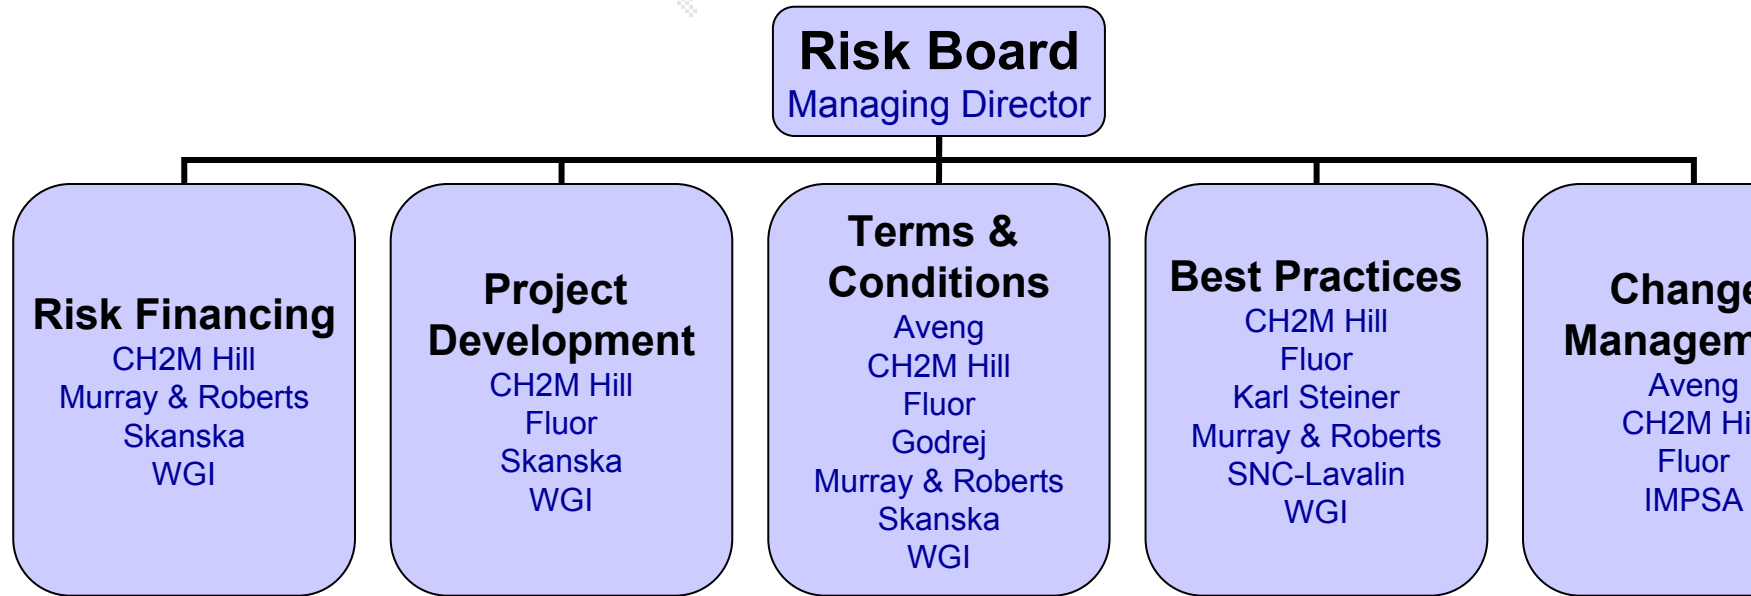 Risk Board
Managing Director
Risk Financing
CH2M Hill
Murray & Roberts
Skanska
WGI
Project
Development
CH2M Hill
Fluor
Skanska
WGI
Terms &
Conditions
Aveng
CH2M Hill
Fluor
Godrej
Murray & Roberts
Skanska
WGI
Best Practices
CH2M Hill
Fluor
Karl Steiner
Murray & Roberts
SNC-Lavalin
WGI
Change
Aveng
CH2M
Fluor
IMPSA